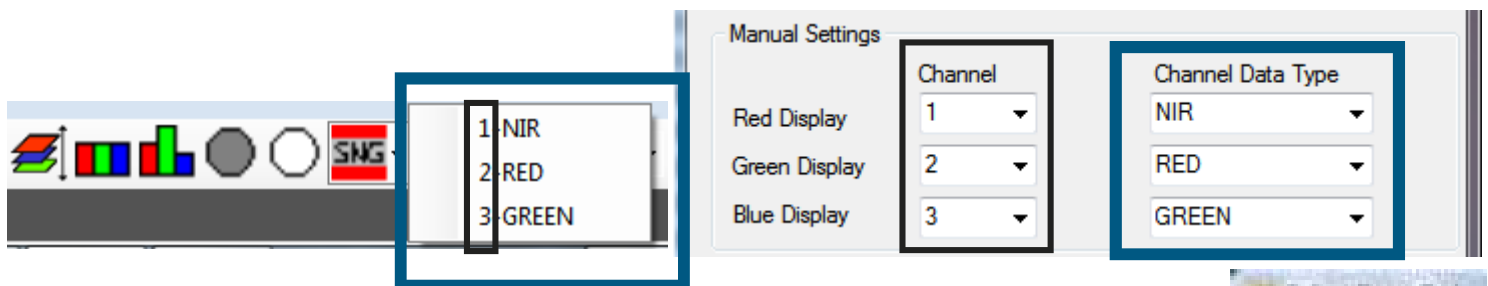 SNG
1-NIR
2-RED
3-GREEN
Manual Settings
Channel Channel Data Type
Red Display 1 NIR
Green Display 2 RED
Blue Display 3 GREEN